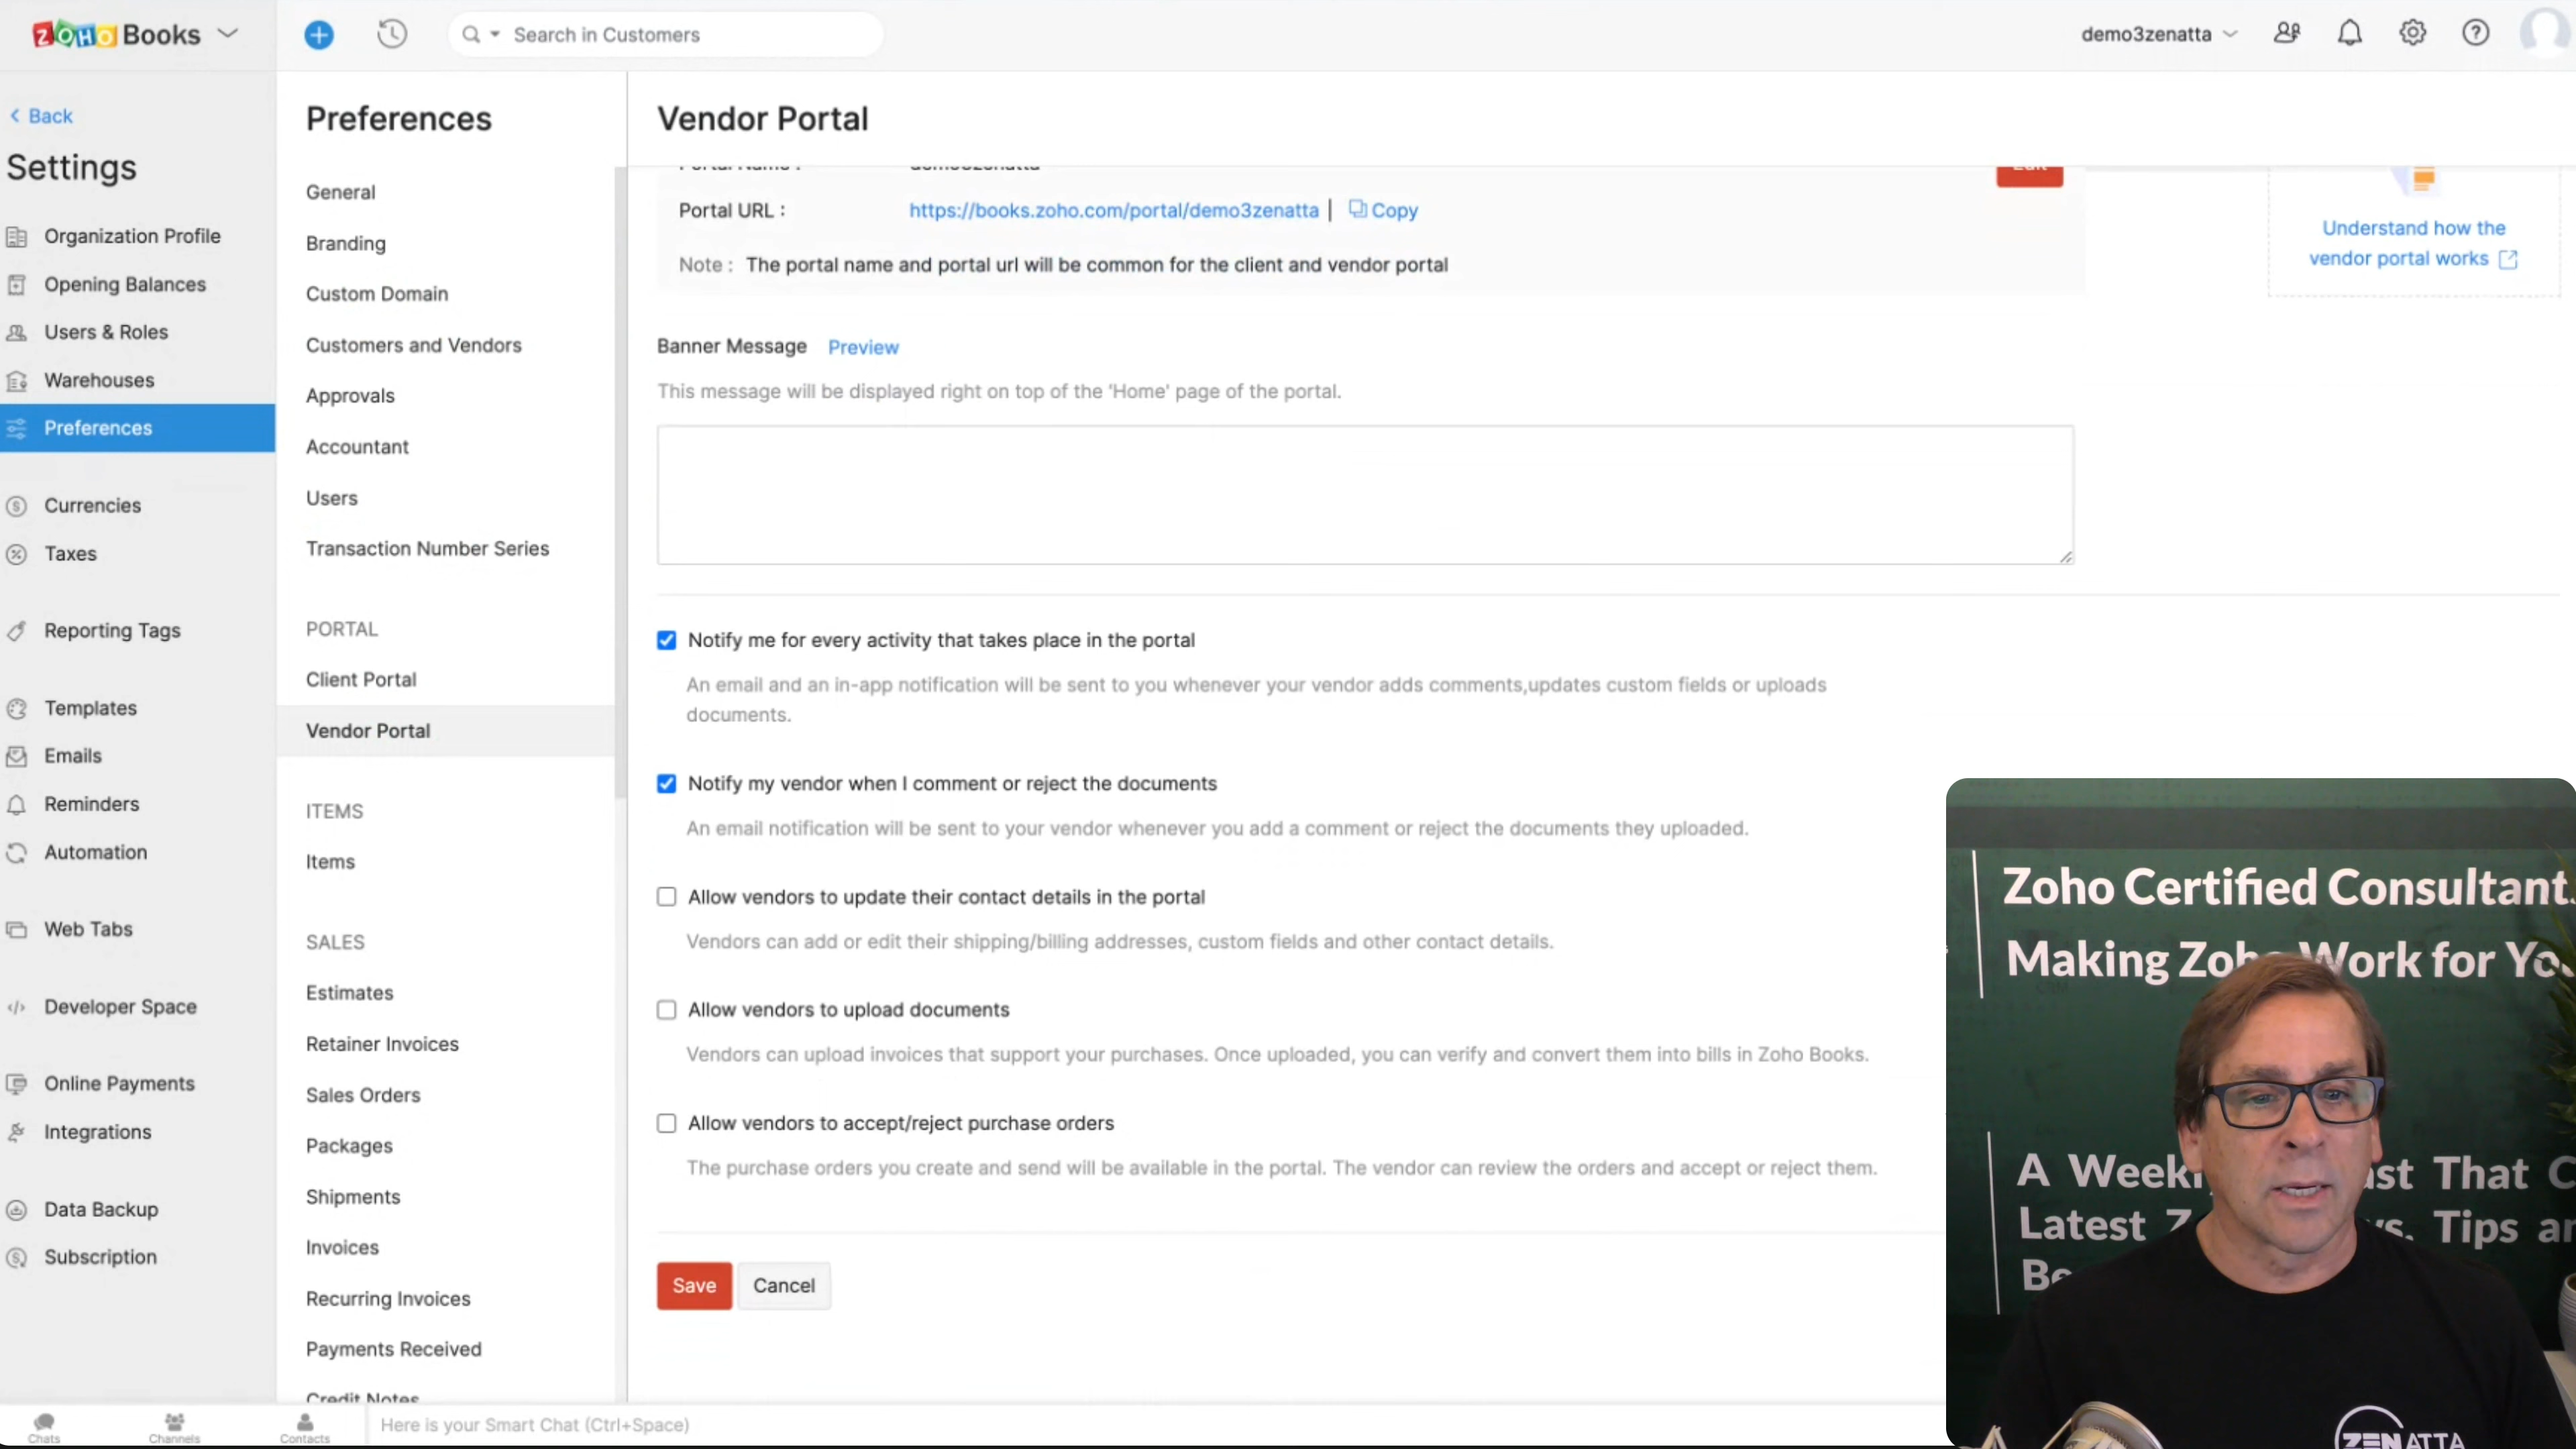 ZOHO Books
Search in Customers
demo3zenatta
Back
Settings
Organization Profile
Opening Balances
Users & Roles
Warehouses
Preferences
Currencies
Taxes
Reporting Tags
Templates
Emails
Reminders
Automation
Web Tabs
Developer Space
Online Payments
Integrations
Data Backup
Subscription
Preferences
General
Branding
Custom Domain
Customers and Vendors
Approvals
Accountant
Users
Transaction Number Series
PORTAL
Client Portal
Vendor Portal
ITEMS
Items
SALES
Estimates
Retainer Invoices
Sales Orders
Packages
Shipments
Invoices
Recurring Invoices
Payments Received
Credit Notes
Vendor Portal
Portal Name : demo3zenatta
Edit
Portal URL : https://books.zoho.com/portal/demo3zenatta | Copy
Note : The portal name and portal url will be common for the client and vendor portal
Understand how the
vendor portal works
Banner Message Preview
This message will be displayed right on top of the 'Home' page of the portal.
Notify me for every activity that takes place in the portal
An email and an in-app notification will be sent to you whenever your vendor adds comments,updates custom fields or uploads
documents.
Notify my vendor when I comment or reject the documents
An email notification will be sent to your vendor whenever you add a comment or reject the documents they uploaded.
Allow vendors to update their contact details in the portal
Vendors can add or edit their shipping/billing addresses, custom fields and other contact details.
Allow vendors to upload documents
Vendors can upload invoices that support your purchases. Once uploaded, you can verify and convert them into bills in Zoho Books.
Allow vendors to accept/reject purchase orders
The purchase orders you create and send will be available in the portal. The vendor can review the orders and accept or reject them.
Save Cancel
Chats Channels Contacts
Here is your Smart Chat (Ctrl+Space)
Zoho Certified Consultant
Making Zoho Work for
A
Latest Tips
That
ZENATTA